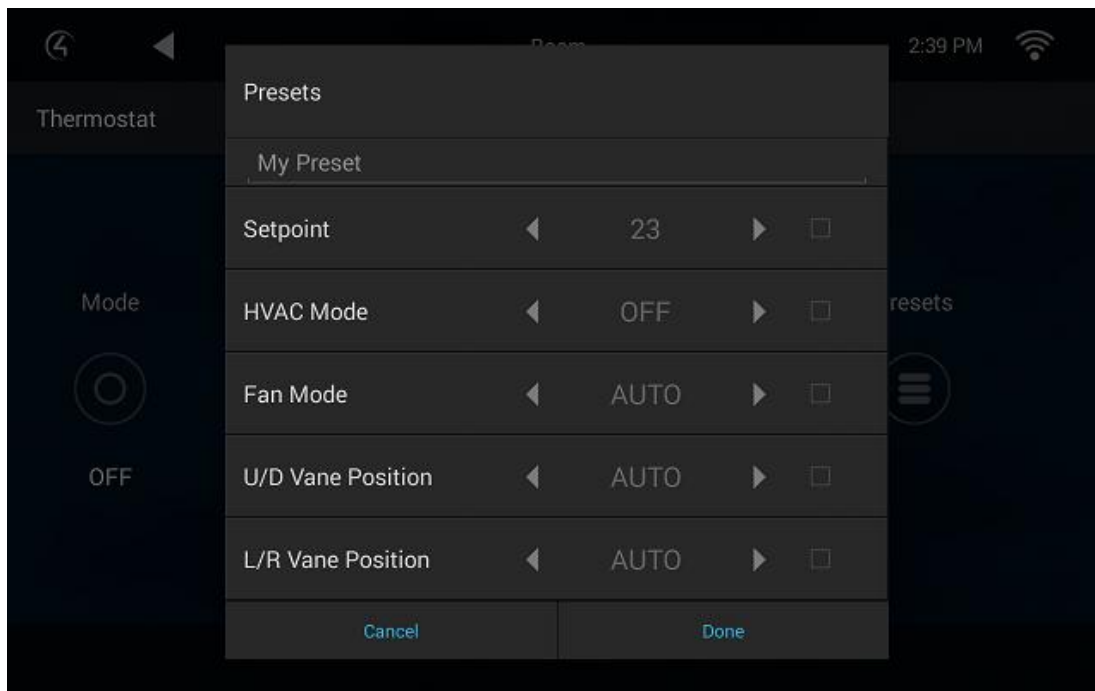 2:39 PM
Thermostat
Presets
My Preset
Setpoint 23
Mode
HVAC Mode OFF
resets
Fan Mode AUTO
OFF
U/D Vane Position AUTO
L/R Vane Position AUTO
Cancel Done